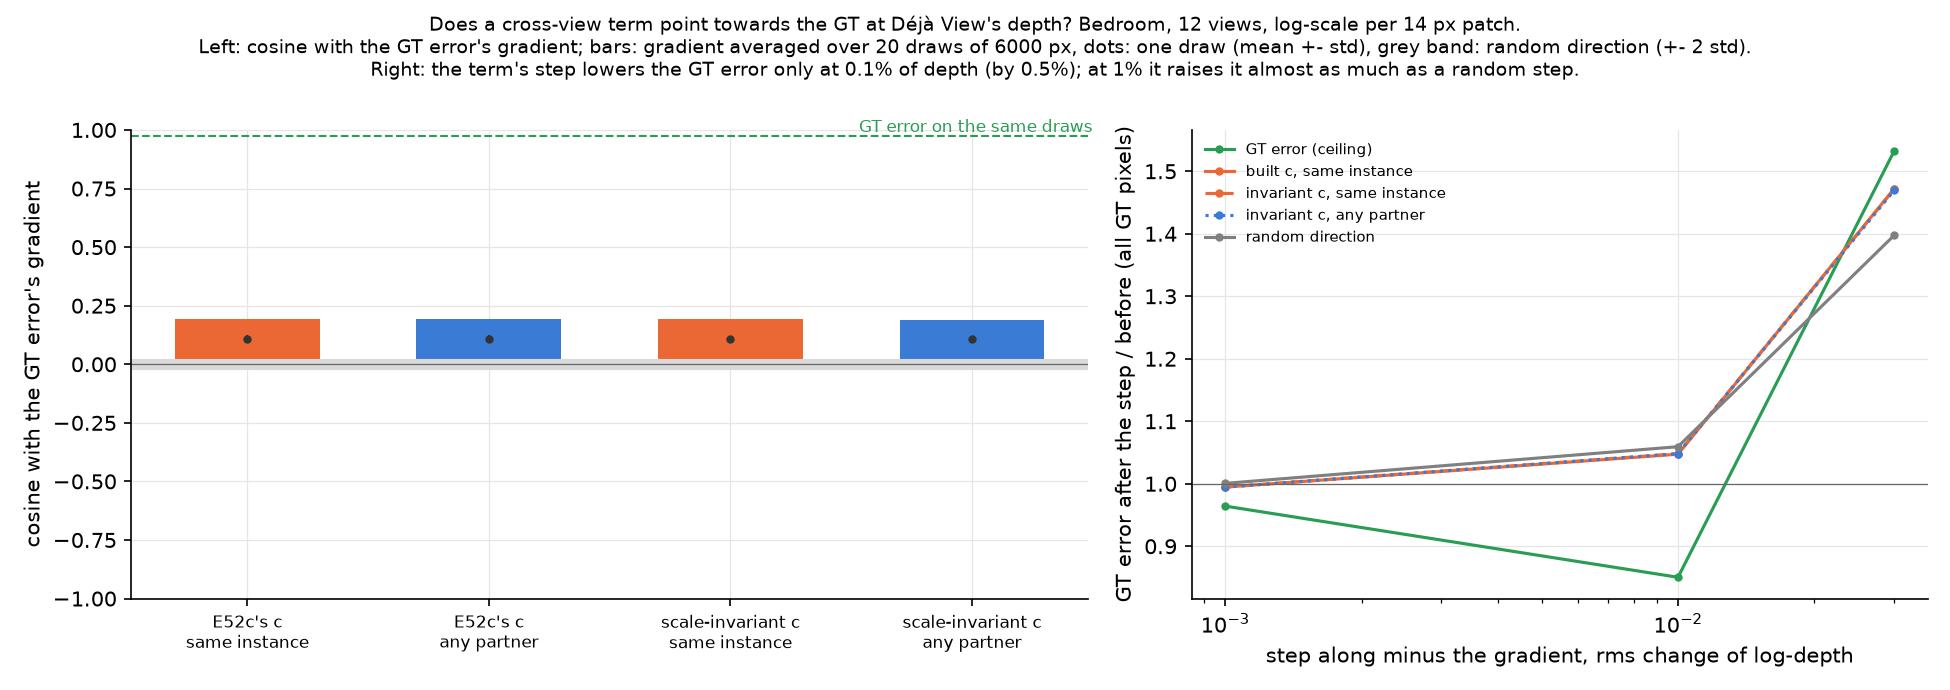 Does a cross-view term point towards the GT at Déjà View's depth? Bedroom, 12 views, log-scale per 14 px patch.
Left: cosine with the GT error's gradient; bars: gradient averaged over 20 draws of 6000 px, dots: one draw (mean +- std), grey band: random direction (+- 2 std).
Right: the term's step lowers the GT error only at 0.1% of depth (by 0.5%); at 1% it raises it almost as much as a random step.
cosine with the GT error's gradient
1.00
0.75
0.50
0.25
0.00
−0.25
−0.50
−0.75
−1.00
GT error on the same draws
E52c's c
same instance
E52c's c
any partner
scale-invariant c
same instance
scale-invariant c
any partner
GT error after the step / before (all GT pixels)
1.5
1.4
1.3
1.2
1.1
1.0
0.9
GT error (ceiling)
built c, same instance
invariant c, same instance
invariant c, any partner
random direction
10⁻³
10⁻²
step along minus the gradient, rms change of log-depth